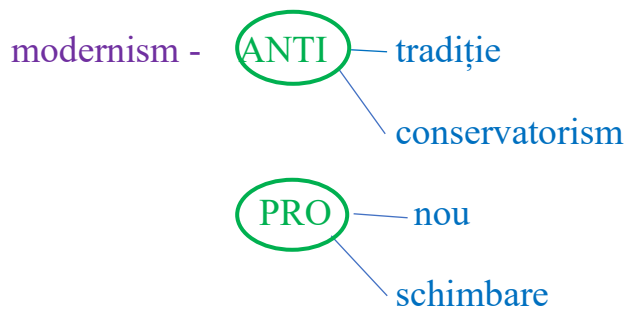 modernism - ANTI tradiție
conservatorism
PRO nou
schimbare